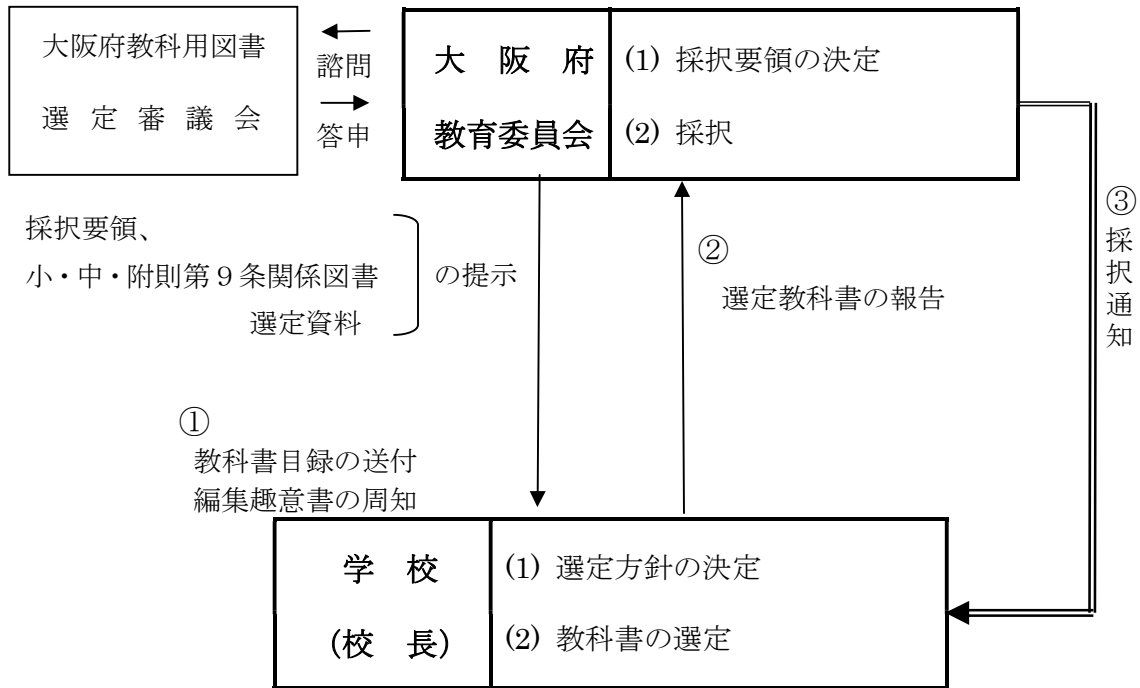 大阪府教科用図書
選定審議会
諮問
答申
大阪府
教育委員会
(1) 採択要領の決定
(2) 採択
採択要領、
小・中・附則第９条関係図書
選定資料
の提示
①
教科書目録の送付
編集趣意書の周知
②
選定教科書の報告
③採択通知
学校
(校長)
(1) 選定方針の決定
(2) 教科書の選定